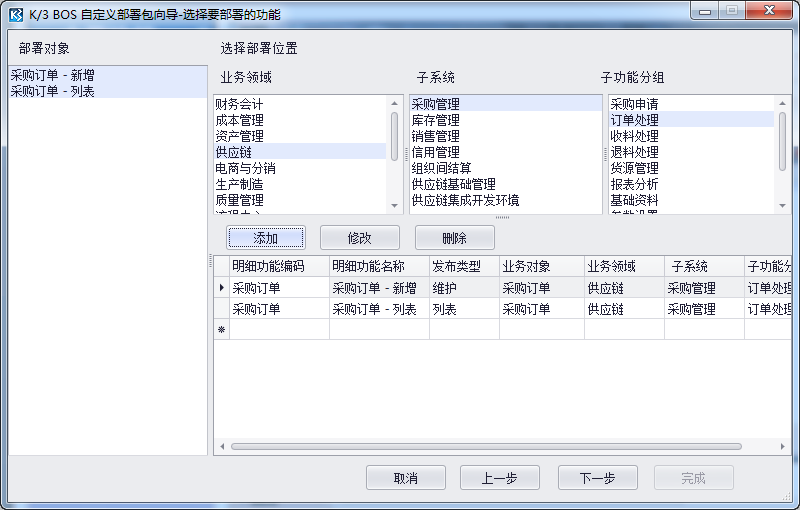 K/3 BOS 自定义部署包向导-选择要部署的功能
部署对象
采购订单 - 新增
采购订单 - 列表
选择部署位置
业务领域
财务会计
成本管理
资产管理
供应链
电商与分销
生产制造
质量管理
子系统
采购管理
库存管理
销售管理
信用管理
组织间结算
供应链基础管理
供应链集成开发环境
子功能分组
采购申请
订单处理
收料处理
退料处理
货源管理
报表分析
基础资料
添加 修改 删除
明细功能编码 明细功能名称 发布类型 业务对象 业务领域 子系统 子功能分
采购订单 采购订单 - 新增 维护 采购订单 供应链 采购管理 订单处理
采购订单 采购订单 - 列表 列表 采购订单 供应链 采购管理 订单处理
取消 上一步 下一步 完成